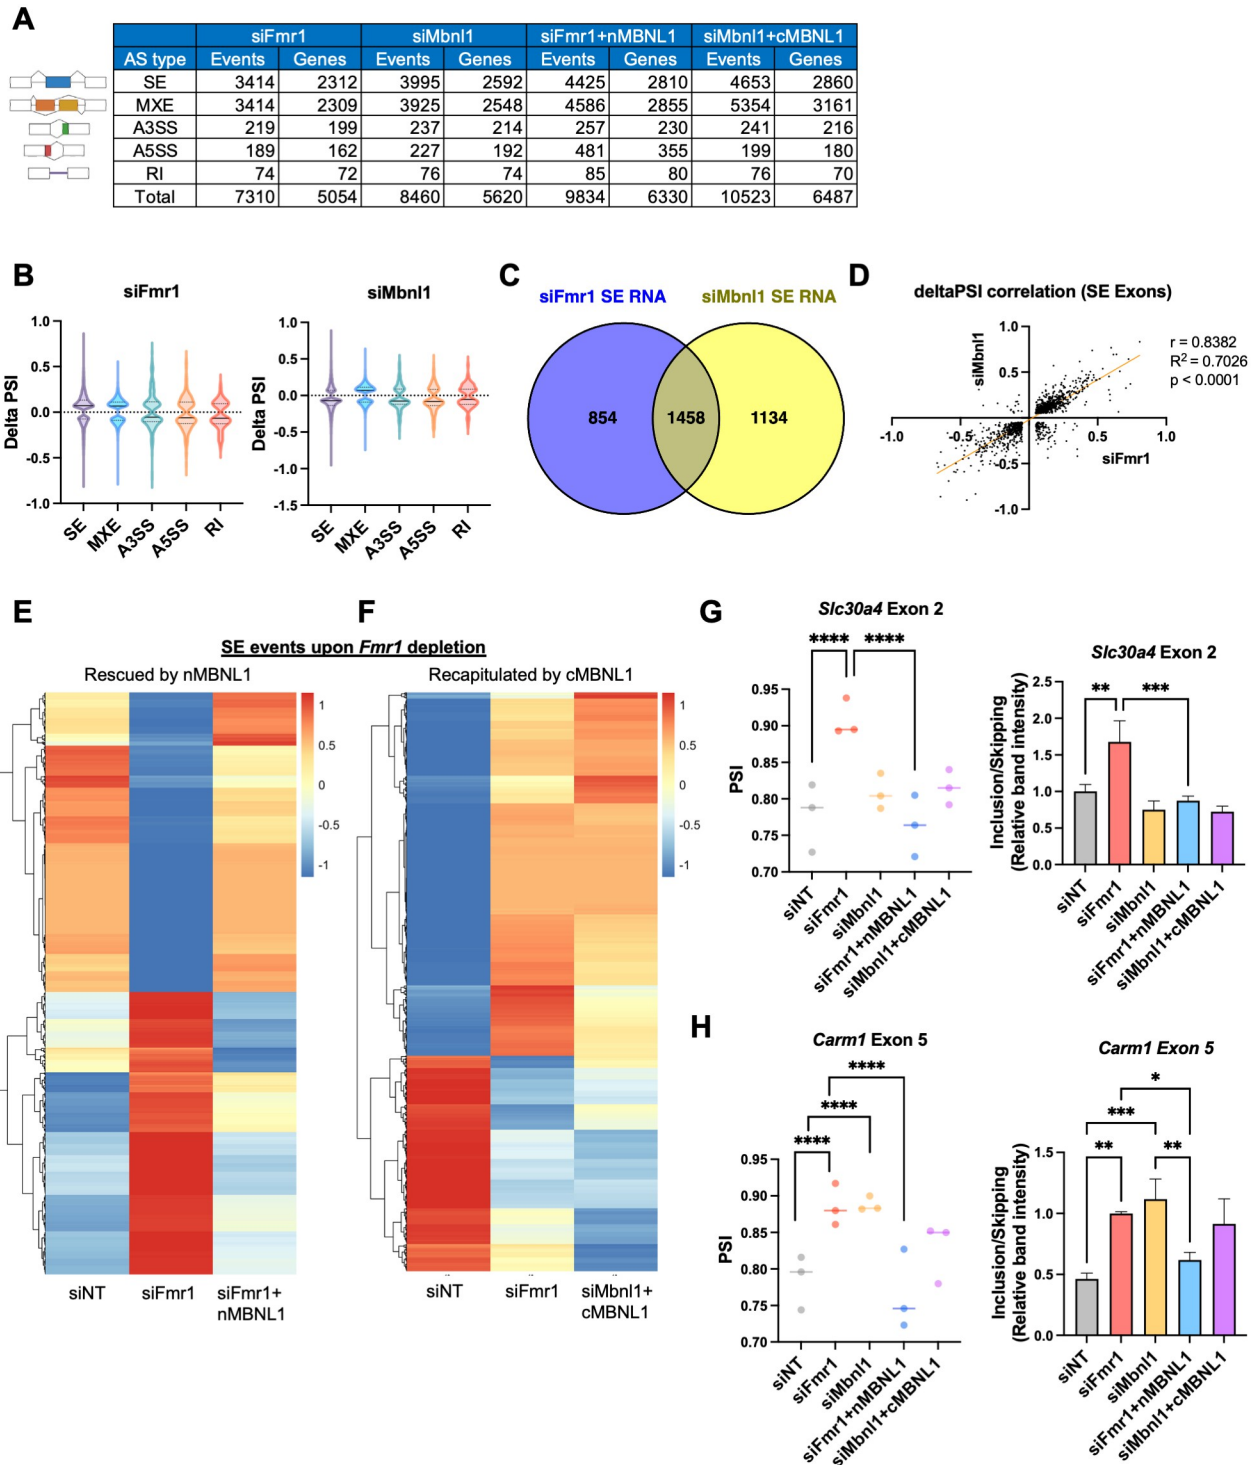 A
siFmr1 siMbnl1 siFmr1+nMBNL1 siMbnl1+cMBNL1
AS type Events Genes Events Genes Events Genes Events Genes
SE 3414 2312 3995 2592 4425 2810 4653 2860
MXE 3414 2309 3925 2548 4586 2855 5354 3161
A3SS 219 199 237 214 257 230 241 216
A5SS 189 162 227 192 481 355 199 180
RI 74 72 76 74 85 80 76 70
Total 7310 5054 8460 5620 9834 6330 10523 6487
B
siFmr1
Delta PSI
1.0
0.5
0.0
-0.5
-1.0
SE MXE A3SS A5SS RI
siMbnl1
Delta PSI
1.0
0.5
0.0
-0.5
-1.0
-1.5
SE MXE A3SS A5SS RI
C
siFmr1 SE RNA siMbnl1 SE RNA
854 1458 1134
D
deltaPSI correlation (SE Exons)
siMbnl1
1.0
0.5
-1.0 -0.5 0.5 1.0
siFmr1
-0.5
-1.0
r = 0.8382
R2 = 0.7026
p < 0.0001
E F
SE events upon Fmr1 depletion
Rescued by nMBNL1
1
0.5
0
-0.5
-1
siNT siFmr1 siFmr1+
nMBNL1
Recapitulated by cMBNL1
1
0.5
0
-0.5
-1
siNT siFmr1 siMbnl1+
cMBNL1
G
Slc30a4 Exon 2
**** ****
PSI
0.95
0.90
0.85
0.80
0.75
0.70
siNT
siFmr1
siMbnl1
siFmr1+nMBNL1
siMbnl1+cMBNL1
Slc30a4 Exon 2
** ***
Inclusion/Skipping
(Relative band intensity)
2.5
2.0
1.5
1.0
0.5
0.0
siNT
siFmr1
siMbnl1
siFmr1+nMBNL1
siMbnl1+cMBNL1
H
Carm1 Exon 5
****
****
****
PSI
0.95
0.90
0.85
0.80
0.75
0.70
siNT
siFmr1
siMbnl1
siFmr1+nMBNL1
siMbnl1+cMBNL1
Carm1 Exon 5
*
***
** **
Inclusion/Skipping
(Relative band intensity)
1.5
1.0
0.5
0.0
siNT
siFmr1
siMbnl1
siFmr1+nMBNL1
siMbnl1+cMBNL1